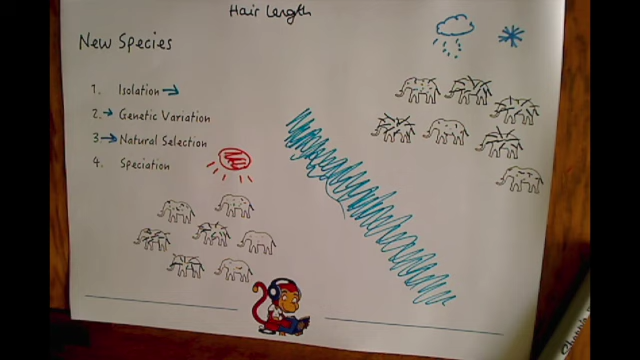 Hair Length
New Species
1. Isolation →
2. → Genetic Variation
3. → Natural Selection
4. Speciation